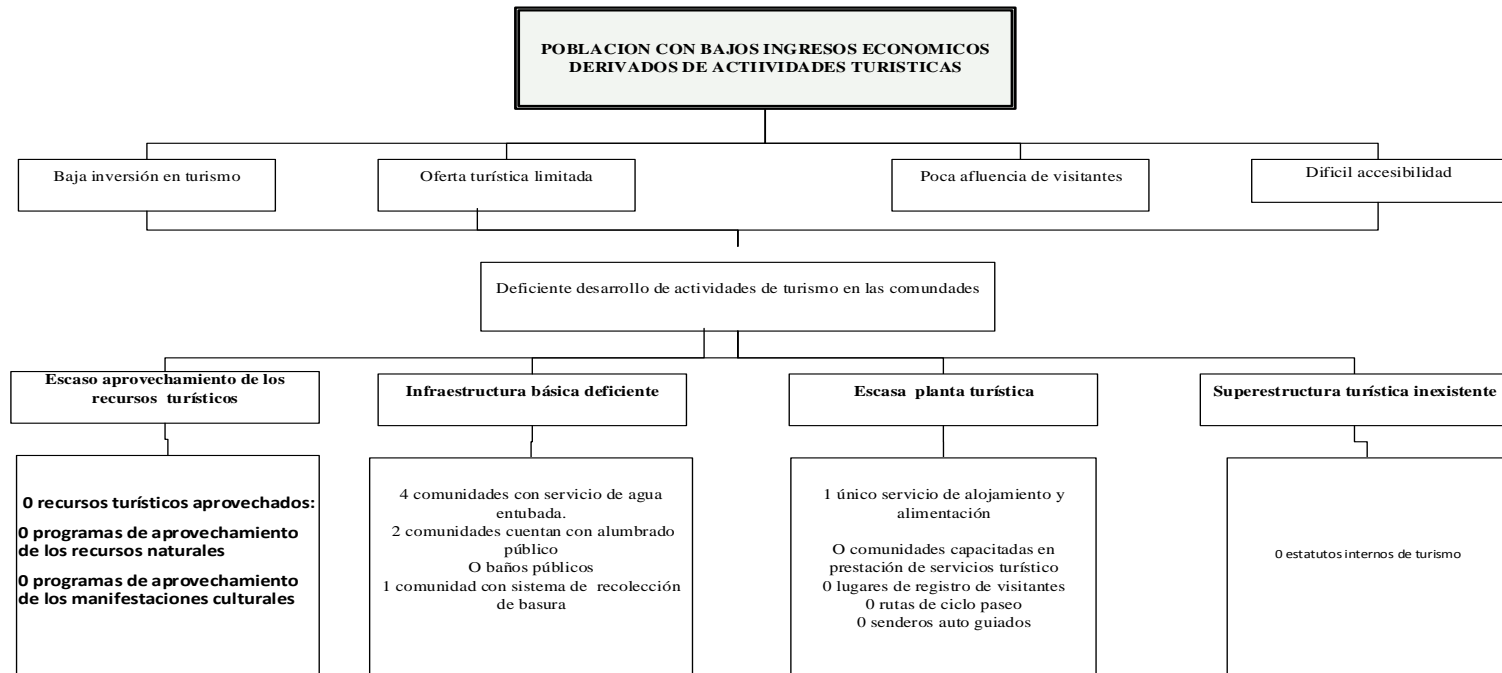 POBLACION CON BAJOS INGRESOS ECONOMICOS
DERIVADOS DE ACTIIVIDADES TURISTICAS
Baja inversión en turismo
Oferta turística limitada
Poca afluencia de visitantes
Dificil accesibilidad
Deficiente desarrollo de actividades de turismo en las comundades
Escaso aprovechamiento de los
recursos turísticos
Infraestructura básica deficiente
Escasa planta turística
Superestructura turística inexistente
0 recursos turísticos aprovechados:
0 programas de aprovechamiento
de los recursos naturales
0 programas de aprovechamiento
de los manifestaciones culturales
4 comunidades con servicio de agua
entubada.
2 comunidades cuentan con alumbrado
público
O baños públicos
1 comunidad con sistema de recolección
de basura
1 único servicio de alojamiento y
alimentación
O comunidades capacitadas en
prestación de servicios turístico
0 lugares de registro de visitantes
0 rutas de ciclo paseo
0 senderos auto guiados
0 estatutos internos de turismo